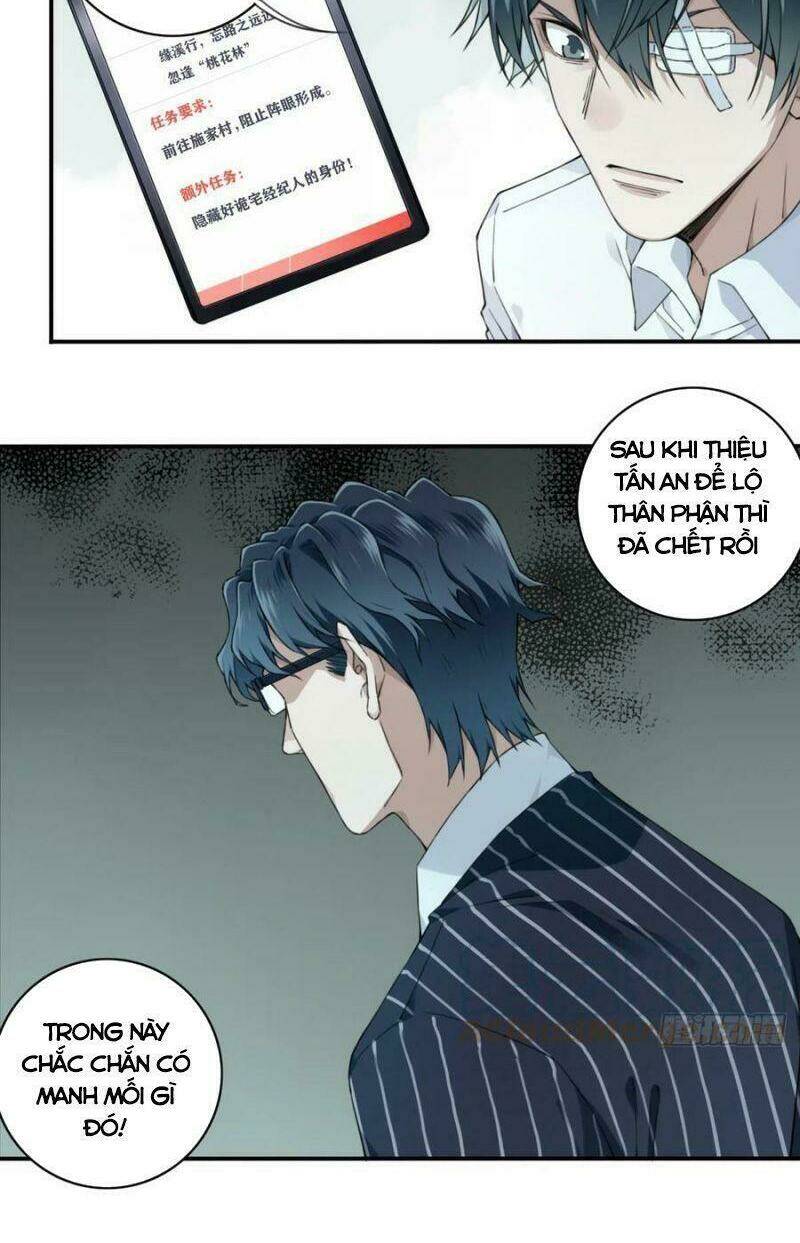 缘溪行，忘路之远近
忽逢“桃花林”
任务要求：
前往施家村，阻止阵眼形成。
额外任务：
隐藏好诡宅经纪人的身份！
SAU KHI THIỆU
TẤN AN ĐỂ LỘ
THÂN PHẬN THÌ
ĐÃ CHẾT RỒI
TRONG NÀY
CHẮC CHẮN CÓ
MANH MỐI GÌ
ĐÓ!